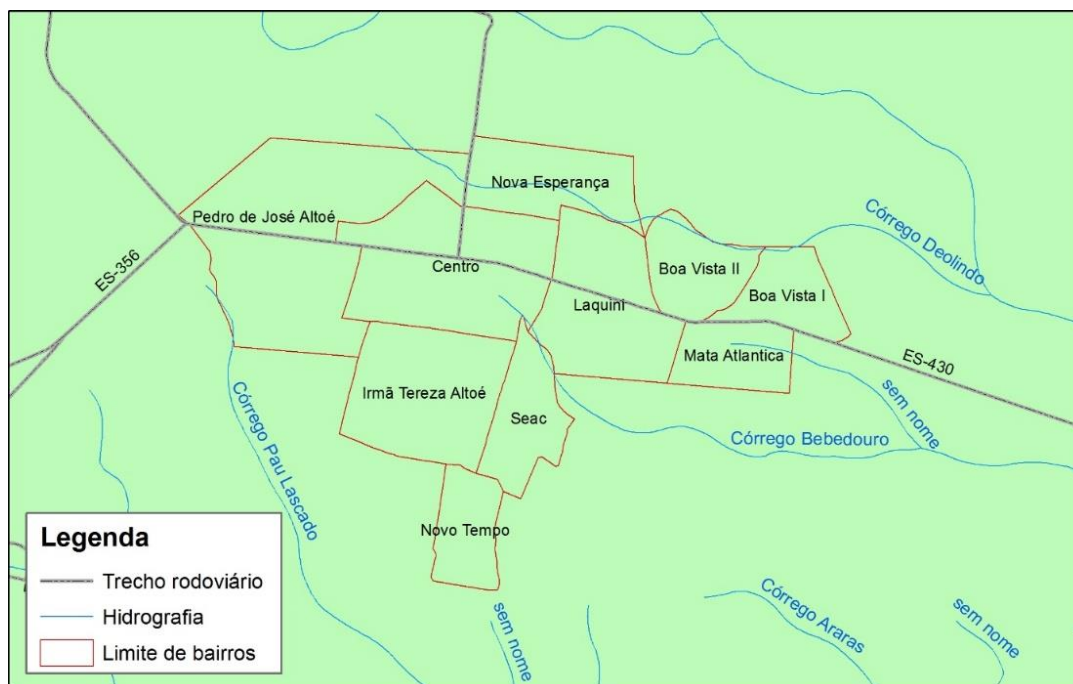 Nova Esperança
Pedro de José Altoé
Córrego Deolindo
ES-356
Centro
Boa Vista II
Boa Vista I
Laquini
Mata Atlantica
ES-430
Irmã Tereza Altoé
Seac
sem nome
Córrego Bebedouro
Córrego Pau Lascado
Novo Tempo
Legenda
Trecho rodoviário
Hidrografia
Limite de bairros
sem nome
Córrego Araras
sem nome